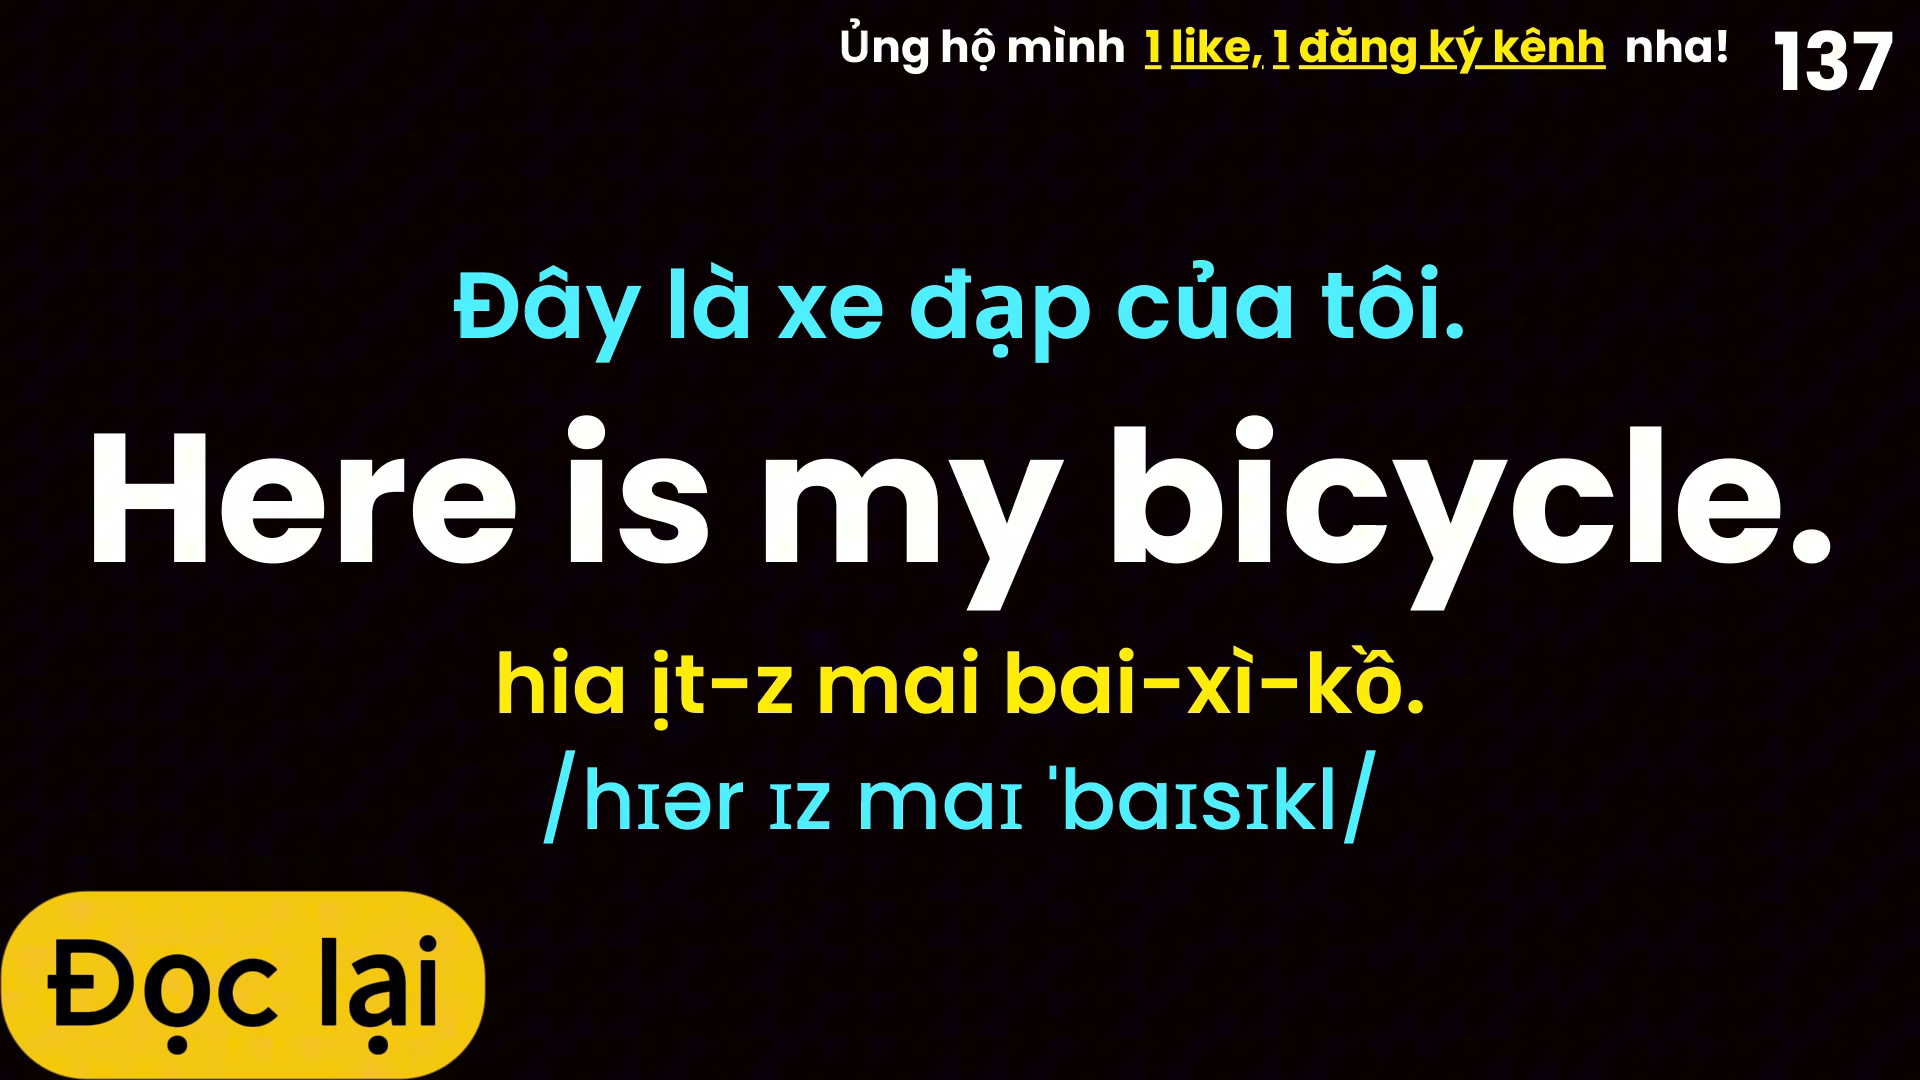 Ủng hộ mình 1 like, 1 đăng ký kênh nha! 137
Đây là xe đạp của tôi.
Here is my bicycle.
hia ịt-z mai bai-xì-kồ.
/hɪər ɪz maɪ ˈbaɪsɪkl/
Đọc lại